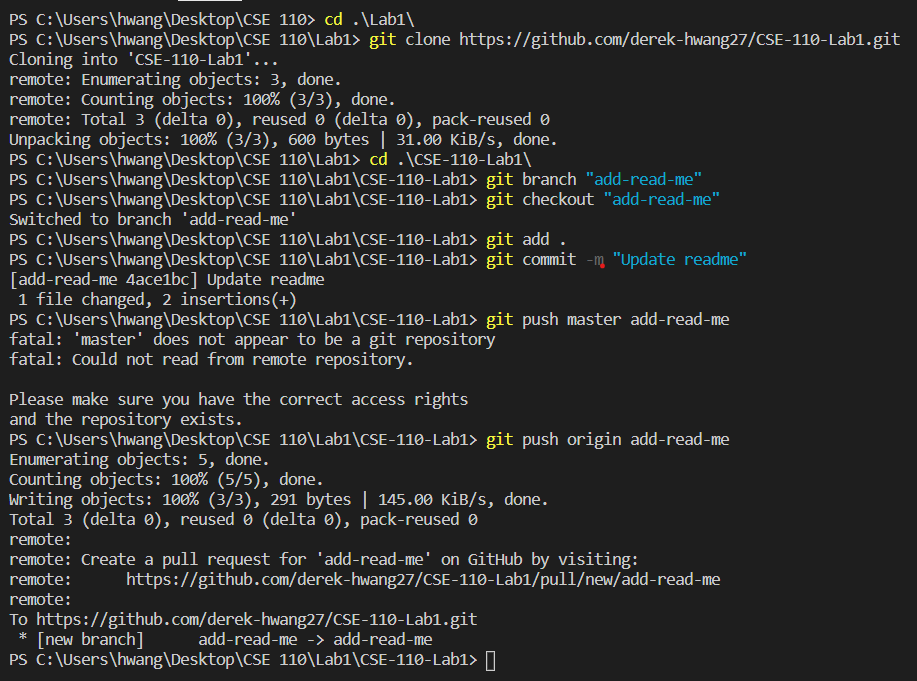 PS C:\Users\hwang\Desktop\CSE 110> cd .\Lab1\
PS C:\Users\hwang\Desktop\CSE 110\Lab1> git clone https://github.com/derek-hwang27/CSE-110-Lab1.git
Cloning into 'CSE-110-Lab1'...
remote: Enumerating objects: 3, done.
remote: Counting objects: 100% (3/3), done.
remote: Total 3 (delta 0), reused 0 (delta 0), pack-reused 0
Unpacking objects: 100% (3/3), 600 bytes | 31.00 KiB/s, done.
PS C:\Users\hwang\Desktop\CSE 110\Lab1> cd .\CSE-110-Lab1\
PS C:\Users\hwang\Desktop\CSE 110\Lab1\CSE-110-Lab1> git branch "add-read-me"
PS C:\Users\hwang\Desktop\CSE 110\Lab1\CSE-110-Lab1> git checkout "add-read-me"
Switched to branch 'add-read-me'
PS C:\Users\hwang\Desktop\CSE 110\Lab1\CSE-110-Lab1> git add .
PS C:\Users\hwang\Desktop\CSE 110\Lab1\CSE-110-Lab1> git commit -m "Update readme"
[add-read-me 4ace1bc] Update readme
 1 file changed, 2 insertions(+)
PS C:\Users\hwang\Desktop\CSE 110\Lab1\CSE-110-Lab1> git push master add-read-me
fatal: 'master' does not appear to be a git repository
fatal: Could not read from remote repository.

Please make sure you have the correct access rights
and the repository exists.
PS C:\Users\hwang\Desktop\CSE 110\Lab1\CSE-110-Lab1> git push origin add-read-me
Enumerating objects: 5, done.
Counting objects: 100% (5/5), done.
Writing objects: 100% (3/3), 291 bytes | 145.00 KiB/s, done.
Total 3 (delta 0), reused 0 (delta 0), pack-reused 0
remote:
remote: Create a pull request for 'add-read-me' on GitHub by visiting:
remote:      https://github.com/derek-hwang27/CSE-110-Lab1/pull/new/add-read-me
remote:
To https://github.com/derek-hwang27/CSE-110-Lab1.git
 * [new branch]      add-read-me -> add-read-me
PS C:\Users\hwang\Desktop\CSE 110\Lab1\CSE-110-Lab1>